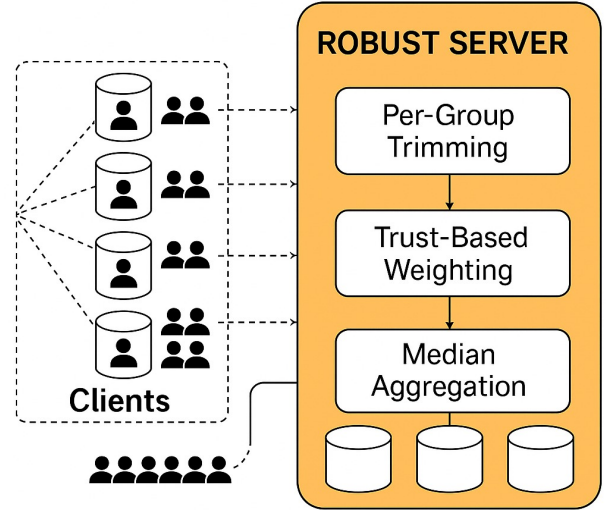 ROBUST SERVER
Per-Group
Trimming
Trust-Based
Weighting
Median
Aggregation
Clients